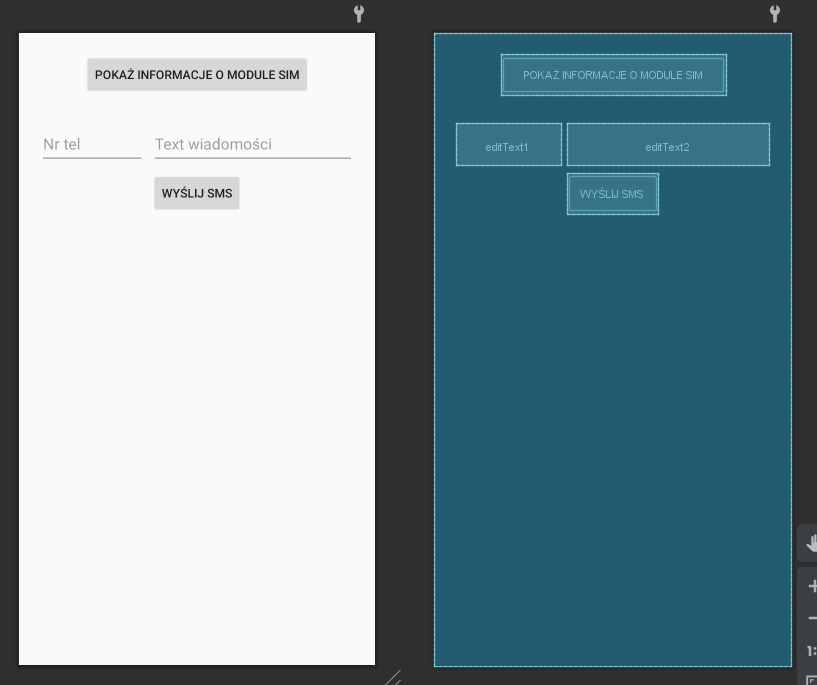 POKAŻ INFORMACJE O MODULE SIM
Nr tel
Text wiadomości
WYŚLIJ SMS
POKAŻ INFORMACJE O MODULE SIM
editText1
editText2
WYŚLIJ SMS
1: